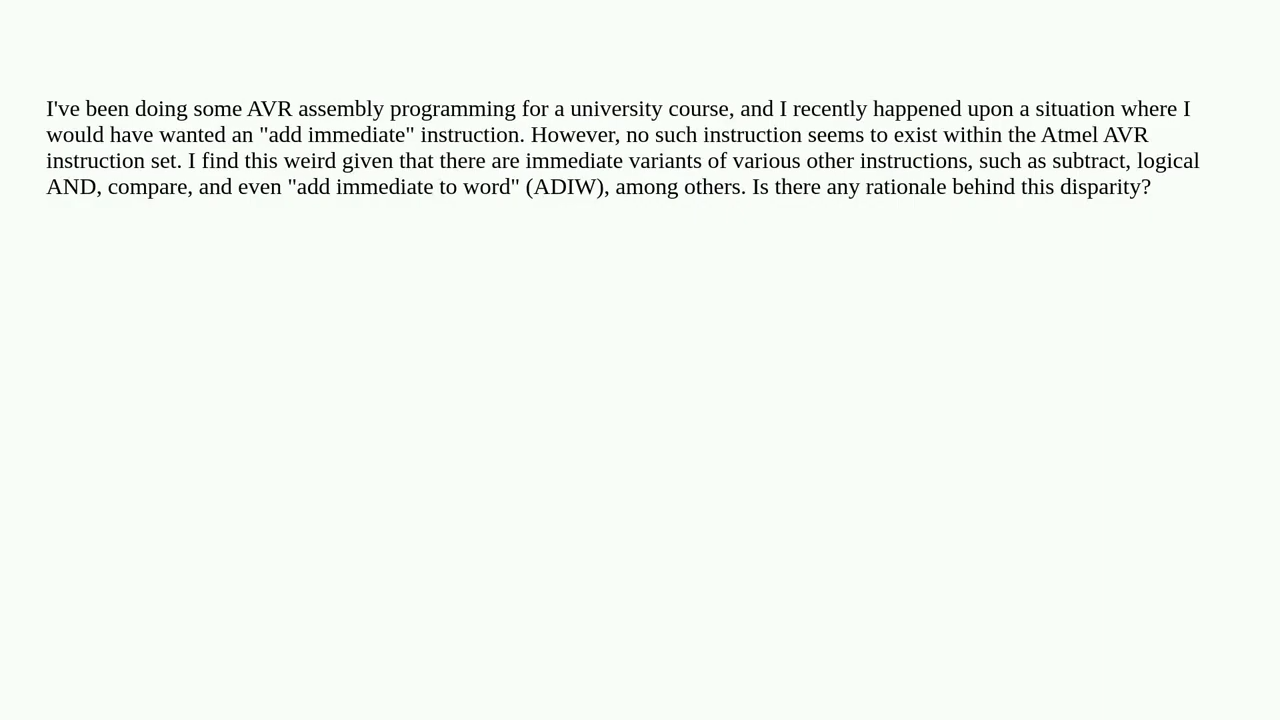 I've been doing some AVR assembly programming for a university course, and I recently happened upon a situation where I
would have wanted an "add immediate" instruction. However, no such instruction seems to exist within the Atmel AVR
instruction set. I find this weird given that there are immediate variants of various other instructions, such as subtract, logical
AND, compare, and even "add immediate to word" (ADIW), among others. Is there any rationale behind this disparity?